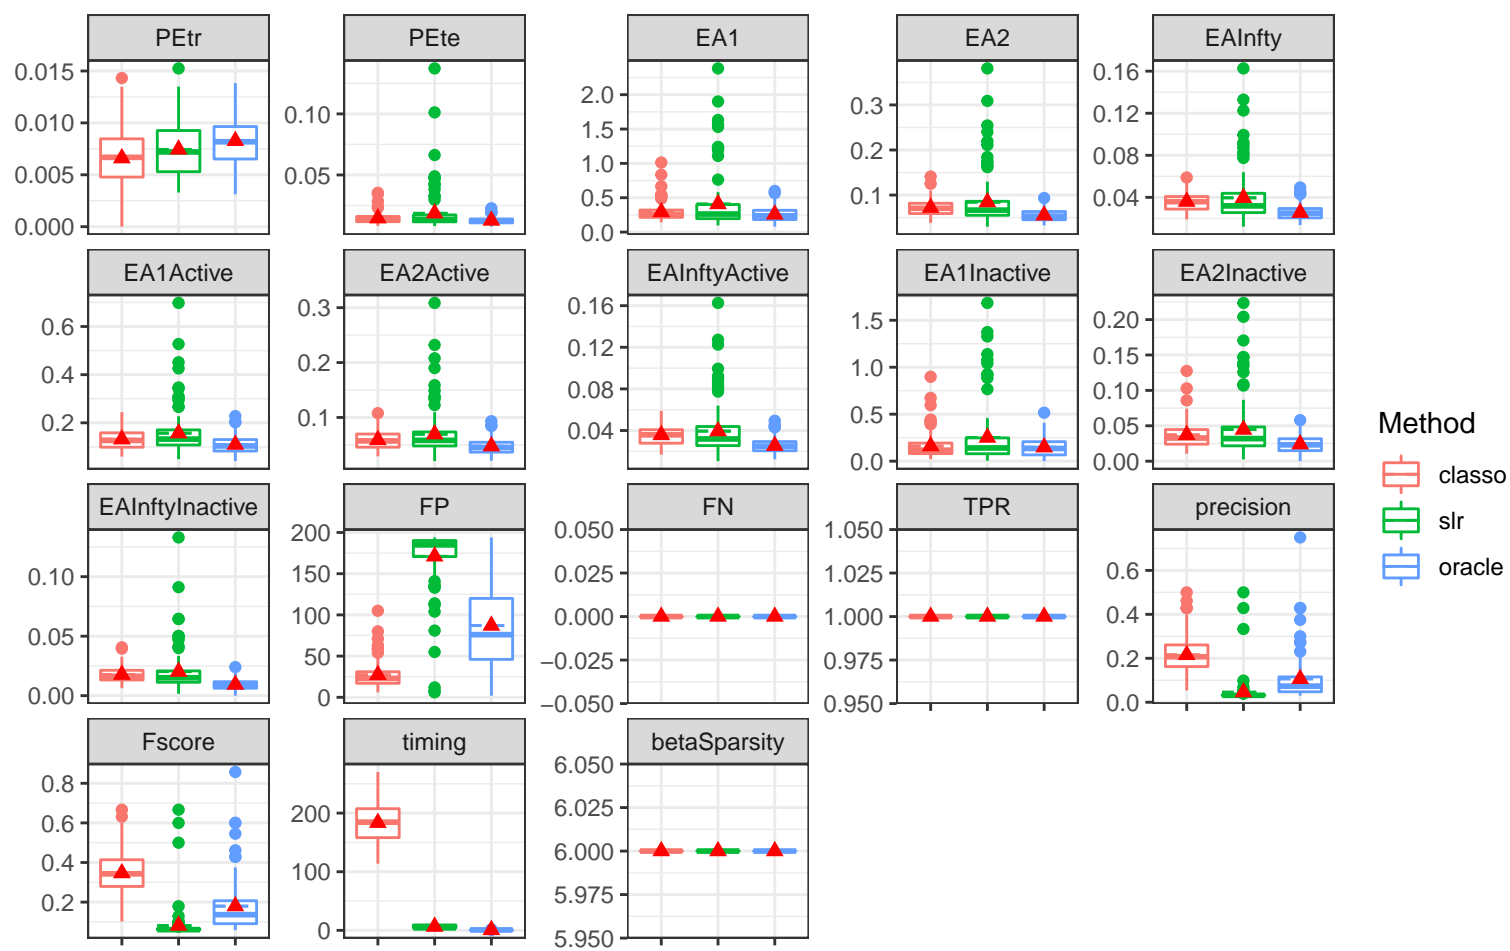 PEtr PEte EA1 EA2 EAInfty
0.015 0.010 0.005 0.000
0.10 0.05
2.0 1.5 1.0 0.5 0.0
0.3 0.2 0.1
0.16 0.12 0.08 0.04
EA1Active EA2Active EAInftyActive EA1Inactive EA2Inactive
0.6 0.4 0.2
0.3 0.2 0.1
0.16 0.12 0.08 0.04
1.5 1.0 0.5 0.0
0.20 0.15 0.10 0.05 0.00
EAInftyInactive FP FN TPR precision
0.10 0.05 0.00
200 150 100 50 0
0.050 0.025 0.000 −0.025 −0.050
1.050 1.025 1.000 0.975 0.950
0.6 0.4 0.2 0.0
Fscore timing betaSparsity
0.8 0.6 0.4 0.2
200 100 0
6.050 6.025 6.000 5.975 5.950
Method
classo
slr
oracle